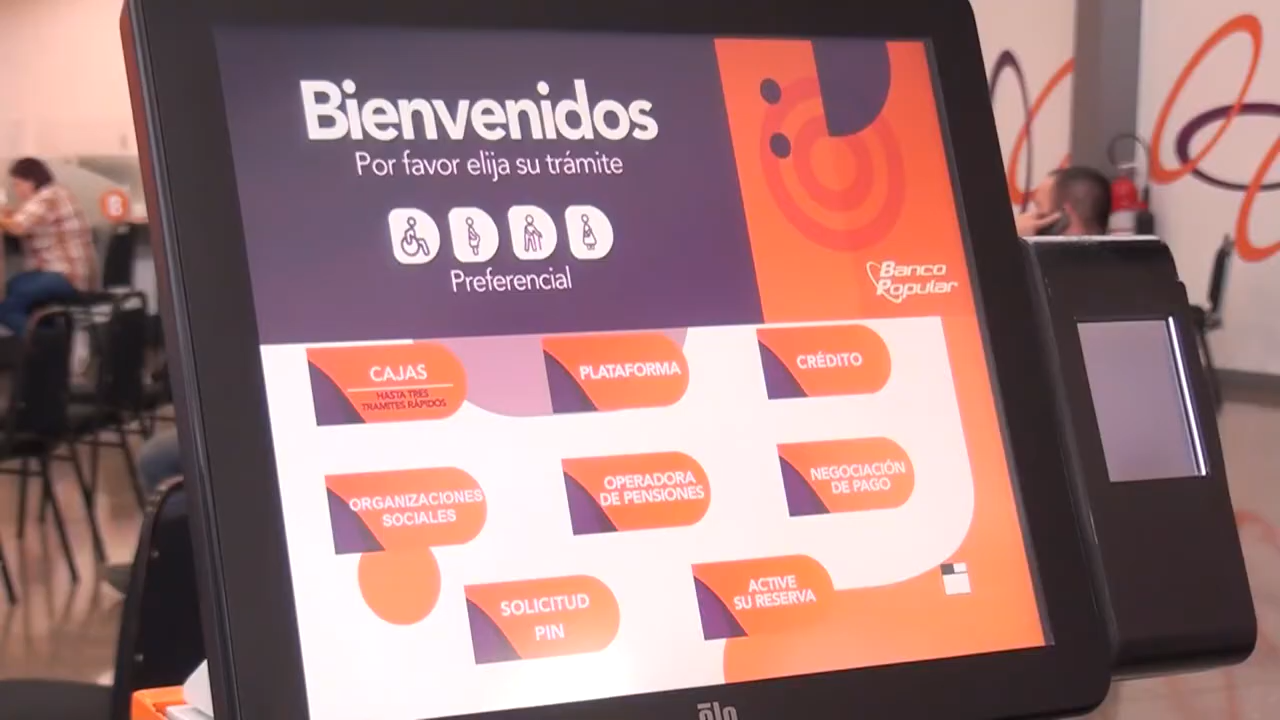 Bienvenidos
Por favor elija su trámite
Preferencial
Banco
Popular
CAJAS
HASTA TRES
TRAMITES RÁPIDOS
PLATAFORMA
CRÉDITO
ORGANIZACIONES
SOCIALES
OPERADORA
DE PENSIONES
NEGOCIACIÓN
DE PAGO
SOLICITUD
PIN
ACTIVE
SU RESERVA
elo